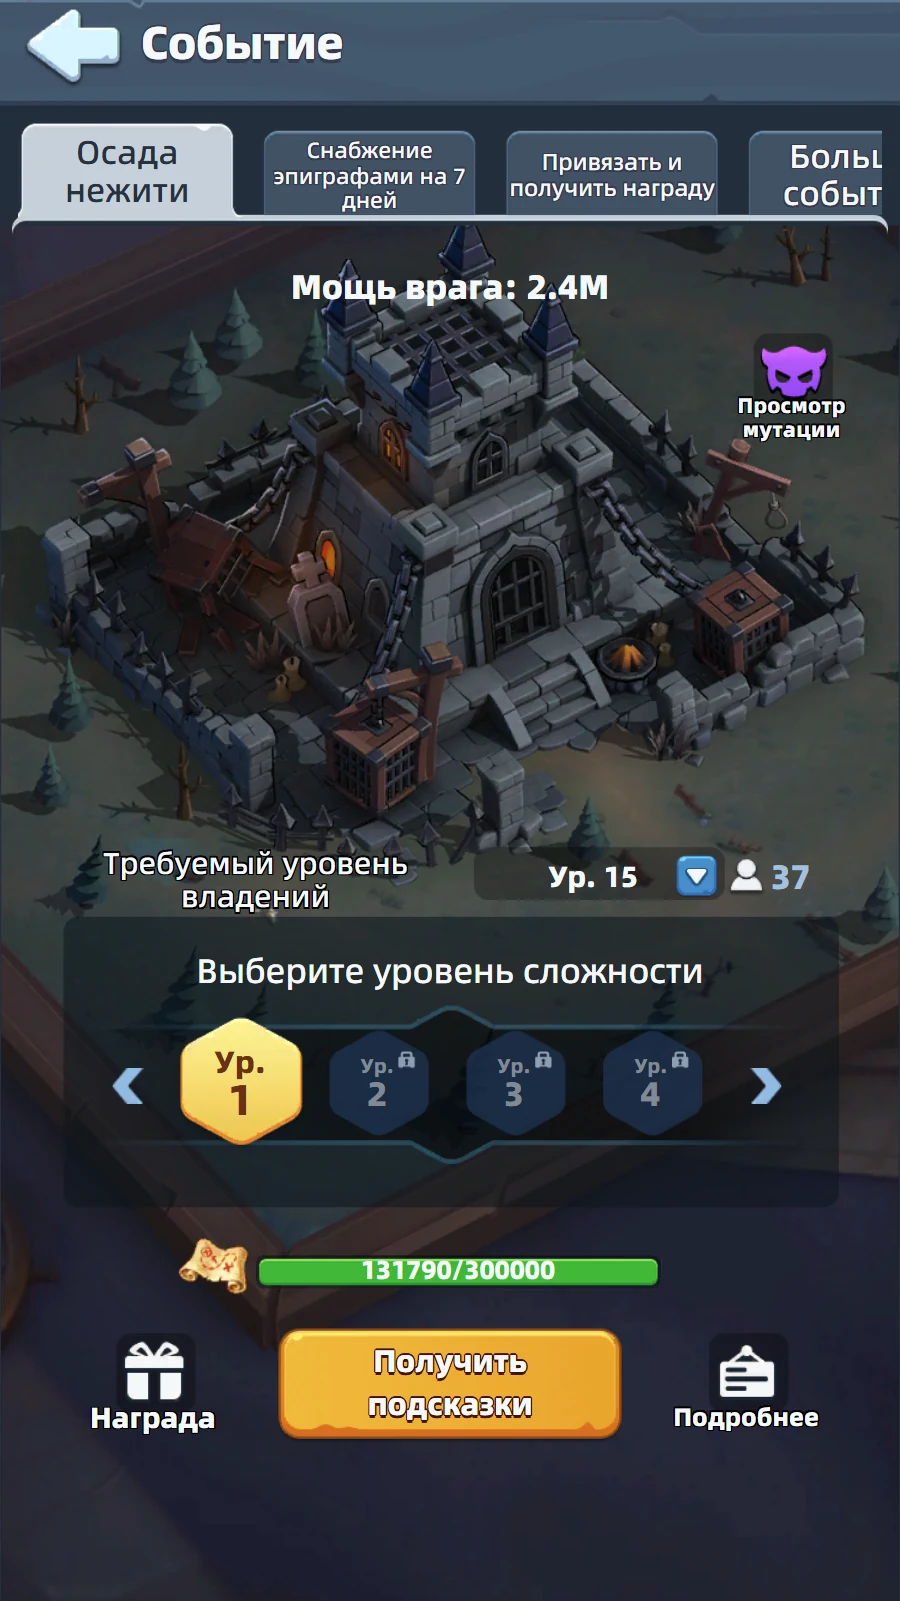 Событие
Осада
нежити
Снабжение
эпиграфами на 7
дней
Привязать и
получить награду
Больш
событ
Мощь врага: 2.4M
Просмотр
мутации
Требуемый уровень
владений
Ур. 15
37
Выберите уровень сложности
Ур.
1
Ур.
2
Ур.
3
Ур.
4
131790/300000
Награда
Получить
подсказки
Подробнее